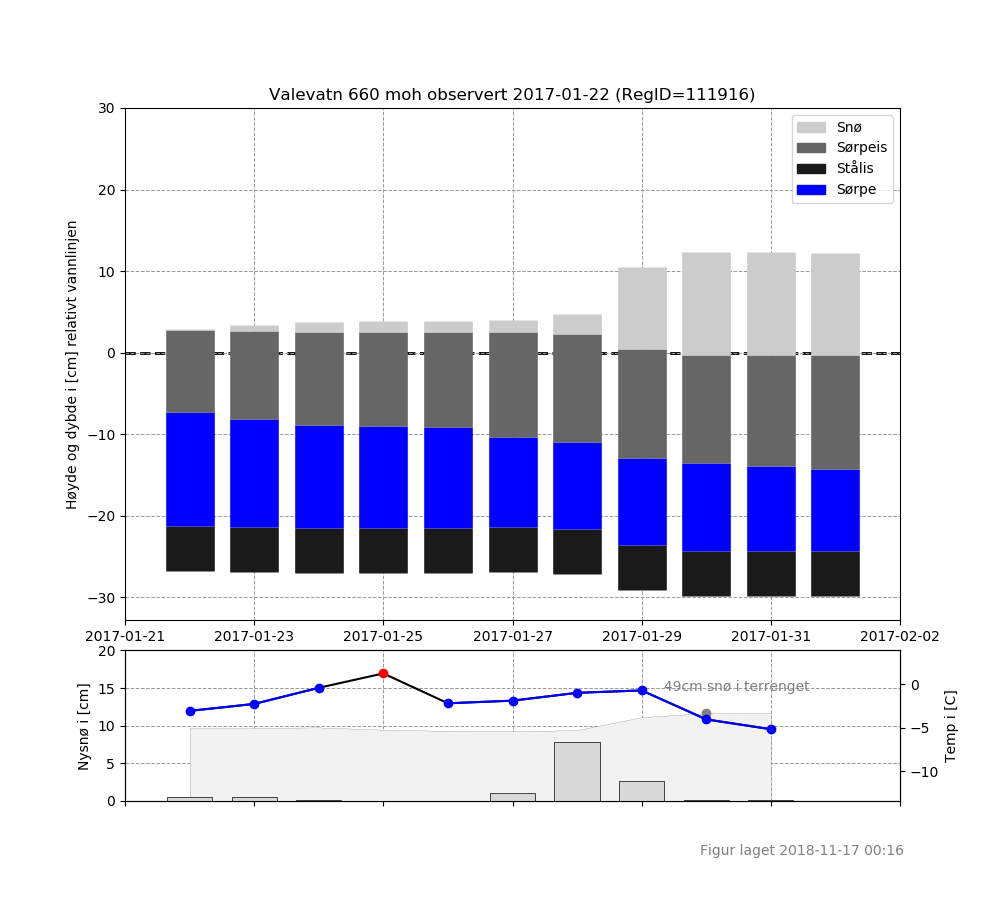 Valevatn 660 moh observert 2017-01-22 (RegID=111916)
Høyde og dybde i [cm] relativt vannlinjen
30
20
10
0
−10
−20
−30
Snø
Sørpeis
Stålis
Sørpe
2017-01-21 2017-01-23 2017-01-25 2017-01-27 2017-01-29 2017-01-31 2017-02-02
Nysnø i [cm]
20
15
10
5
0
49cm snø i terrenget
0
−5
−10
Temp i [C]
Figur laget 2018-11-17 00:16